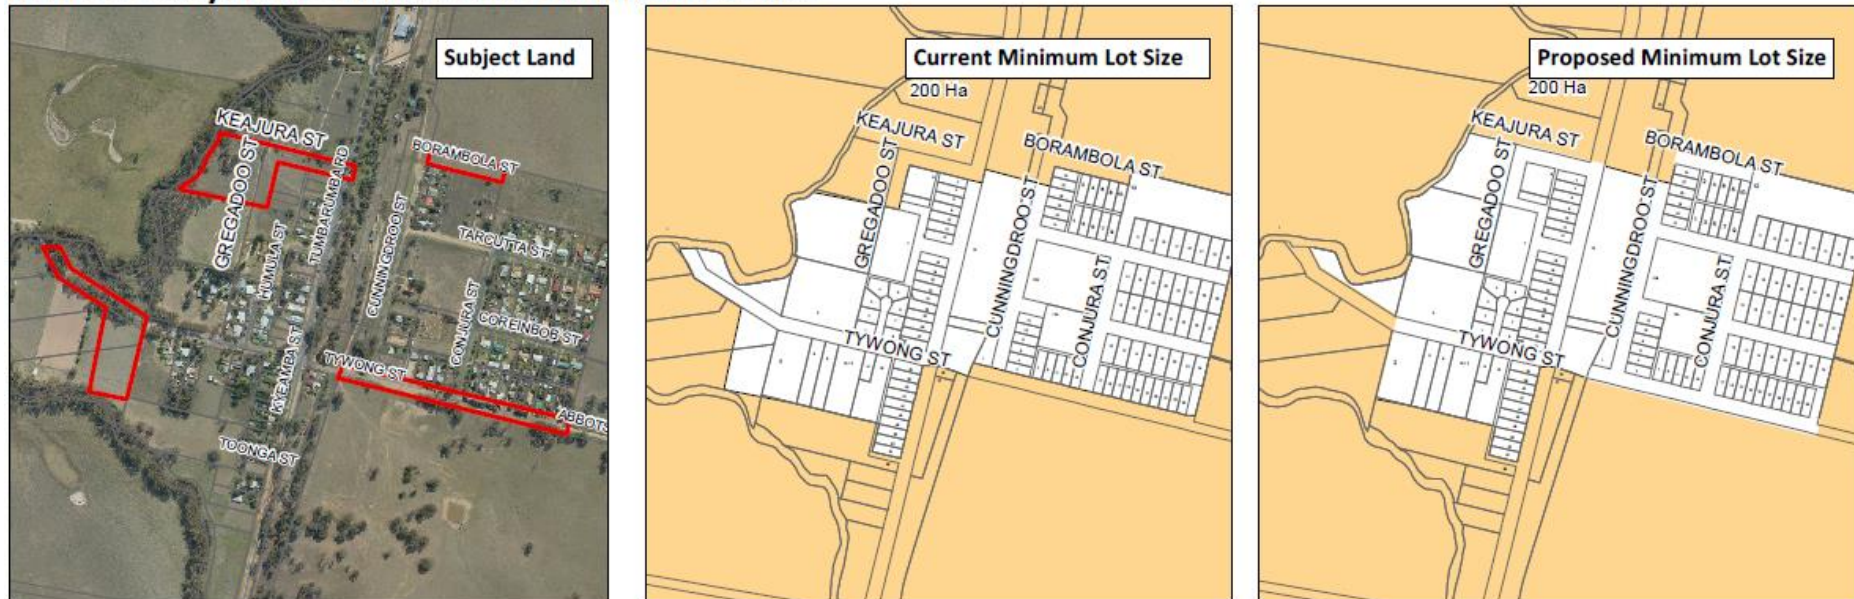 Subject Land
KEAJURA ST
GREGADOO ST
HUMULA ST
TUMBARUMBA RD
KYEAMBA ST
TOONGA ST
CUNNINGDROO ST
BORAMBOLA ST
TARCUTTA ST
CONJURA ST
COREINBOB ST
TYWONG ST
ABBOTS
Current Minimum Lot Size
200 Ha
KEAJURA ST
BORAMBOLA ST
GREGADOO ST
CUNNINGDROO ST
CONJURA ST
TYWONG ST
Proposed Minimum Lot Size
200 Ha
KEAJURA ST
BORAMBOLA ST
GREGADOO ST
CUNNINGDROO ST
CONJURA ST
TYWONG ST